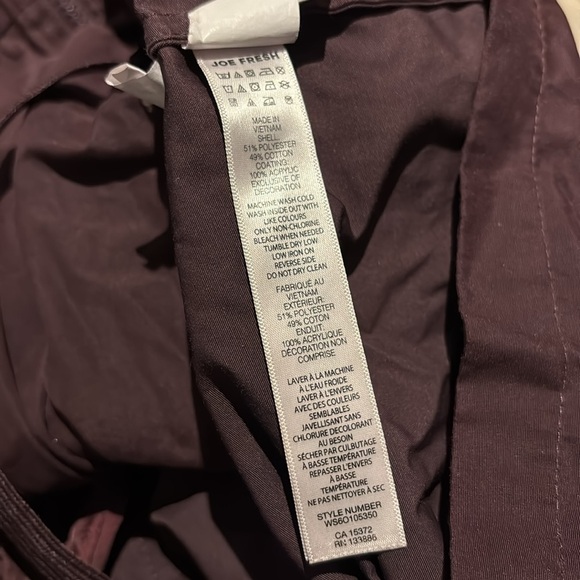 JOE FRESH
MADE IN
VIETNAM
SHELL:
51% POLYESTER
49% COTTON
COATING:
100% ACRYLIC
EXCLUSIVE OF
DECORATION
MACHINE WASH COLD
WASH INSIDE OUT WITH
LIKE COLOURS
ONLY NON-CHLORINE
BLEACH WHEN NEEDED
TUMBLE DRY LOW
LOW IRON ON
REVERSE SIDE
DO NOT DRY CLEAN
FABRIQUÉ AU
VIETNAM
EXTÉRIEUR:
51% POLYESTER
49% COTON
ENDUIT:
100% ACRYLIQUE
DÉCORATION NON
COMPRISE
LAVER À LA MACHINE
À L'EAU FROIDE
LAVER À L'ENVERS
AVEC DES COULEURS
SEMBLABLES
JAVELLISANT SANS
CHLORURE DECOLORANT
AU BESOIN
SÉCHER PAR CULBUTAGE
À BASSE TEMPÉRATURE
REPASSER L'ENVERS
À BASSE
TEMPÉRATURE
NE PAS NETTOYER À SEC
STYLE NUMBER
WS6O105350
CA 15372
RN 133886